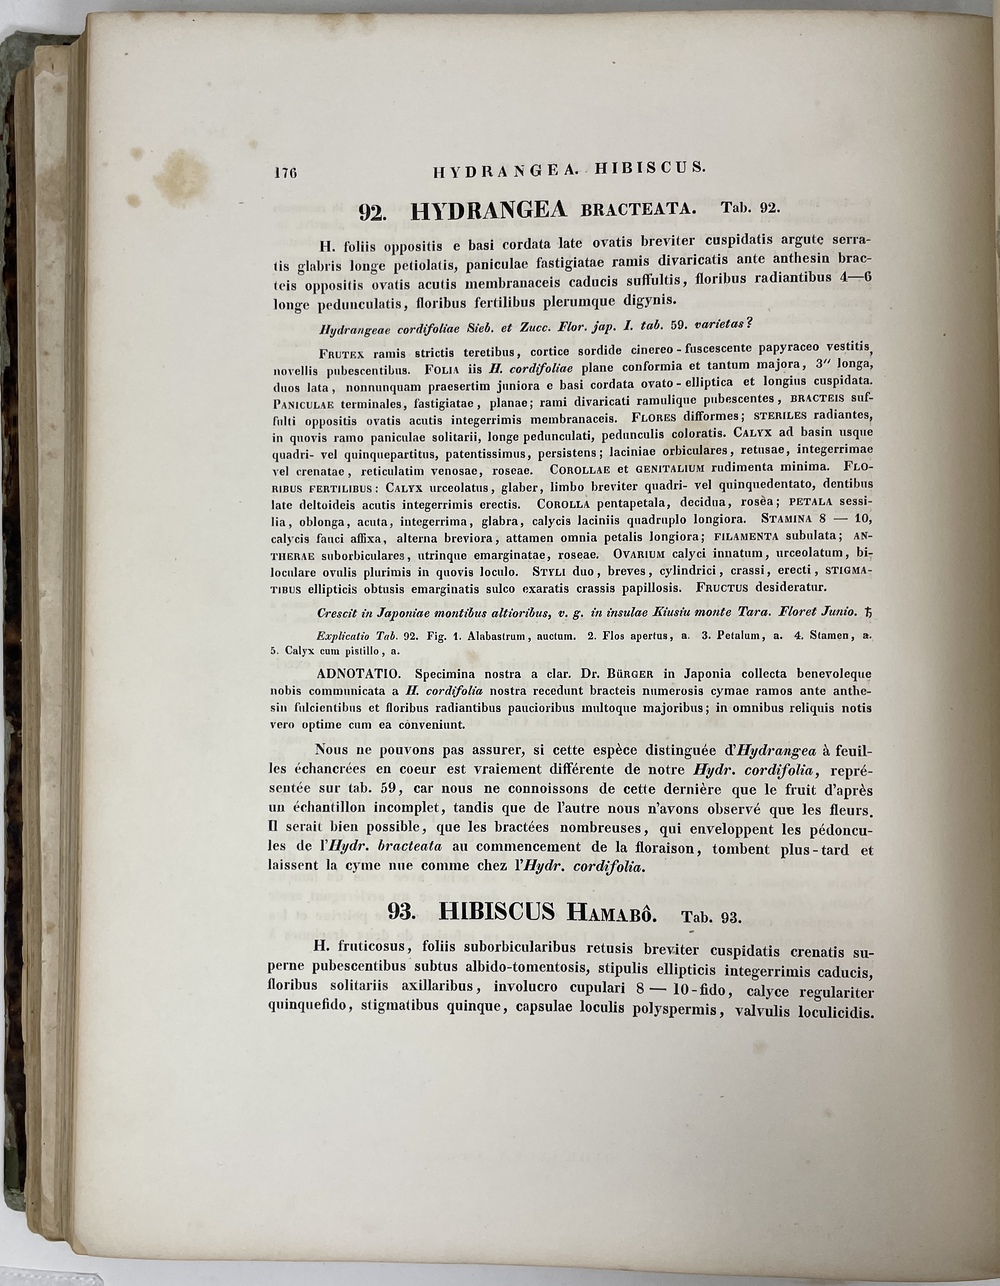 176 HYDRANGEA. HIBISCUS.
92. HYDRANGEA BRACTEATA. Tab. 92.
H. foliis oppositis e basi cordata late ovatis breviter cuspidatis argute serra-
tis glabris longe petiolatis, paniculae fastigiatae ramis divaricatis ante anthesin brac-
teis oppositis ovatis acutis membranaceis caducis suffultis, floribus radiantibus 4—6
longe pedunculatis, floribus fertilibus plerumque digynis.
Hydrangeae cordifoliae Sieb. et Zucc. Flor. jap. I. tab. 59. varietas?
FRUTEX ramis strictis teretibus, cortice sordide cinereo-fuscescente papyraceo vestitis,
novellis pubescentibus. FOLIA iis H. cordifoliae plane conformia et tantum majora, 3″ longa,
duos lata, nonnunquam praesertim juniora e basi cordata ovato-elliptica et longius cuspidata.
PANICULAE terminales, fastigiatae, planae; rami divaricati ramulique pubescentes, BRACTEIS suf-
fulti oppositis ovatis acutis integerrimis membranaceis. FLORES difformes; STERILES radiantes,
in quovis ramo paniculae solitarii, longe pedunculati, pedunculis coloratis. CALYX ad basin usque
quadri- vel quinquepartitus, patentissimus, persistens; laciniae orbiculares, retusae, integerrimae
vel crenatae, reticulatim venosae, roseae. COROLLAE et GENITALIUM rudimenta minima. FLO-
RIBUS FERTILIBUS: CALYX urceolatus, glaber, limbo breviter quadri- vel quinquedentato, dentibus
late deltoideis acutis integerrimis erectis. COROLLA pentapetala, decidua, rosèa; PETALA sessi-
lia, oblonga, acuta, integerrima, glabra, calycis laciniis quadruplo longiora. STAMINA 8 — 10,
calycis fauci affixa, alterna breviora, attamen omnia petalis longiora; FILAMENTA subulata; AN-
THERAE suborbiculares, utrinque emarginatae, roseae. OVARIUM calyci innatum, urceolatum, bi-
loculare ovulis plurimis in quovis loculo. STYLI duo, breves, cylindrici, crassi, erecti, STIGMA-
TIBUS ellipticis obtusis emarginatis sulco exaratis crassis papillosis. FRUCTUS desideratur.
Crescit in Japoniae montibus altioribus, v. g. in insulae Kiusiu monte Tara. Floret Junio. ♄
Explicatio Tab. 92. Fig. 1. Alabastrum, auctum. 2. Flos apertus, a. 3. Petalum, a. 4. Stamen, a.
5. Calyx cum pistillo, a.
ADNOTATIO. Specimina nostra a clar. Dr. BÜRGER in Japonia collecta benevoleque
nobis communicata a H. cordifolia nostra recedunt bracteis numerosis cymae ramos ante anthe-
sin fulcientibus et floribus radiantibus paucioribus multoque majoribus; in omnibus reliquis notis
vero optime cum ea conveniunt.
Nous ne pouvons pas assurer, si cette espèce distinguée d'Hydrangea à feuil-
les échancrées en coeur est vraiement différente de notre Hydr. cordifolia, repré-
sentée sur tab. 59, car nous ne connoissons de cette dernière que le fruit d'après
un échantillon incomplet, tandis que de l'autre nous n'avons observé que les fleurs.
Il serait bien possible, que les bractées nombreuses, qui enveloppent les péduncu-
les de l'Hydr. bracteata au commencement de la floraison, tombent plus-tard et
laissent la cyme nue comme chez l'Hydr. cordifolia.
93. HIBISCUS HAMABÔ. Tab. 93.
H. fruticosus, foliis suborbicularibus retusis breviter cuspidatis crenatis su-
perne pubescentibus subtus albido-tomentosis, stipulis ellipticis integerrimis caducis,
floribus solitariis axillaribus, involucro cupulari 8 — 10-fido, calyce regulariter
quinquefido, stigmatibus quinque, capsulae loculis polyspermis, valvulis loculicidis.